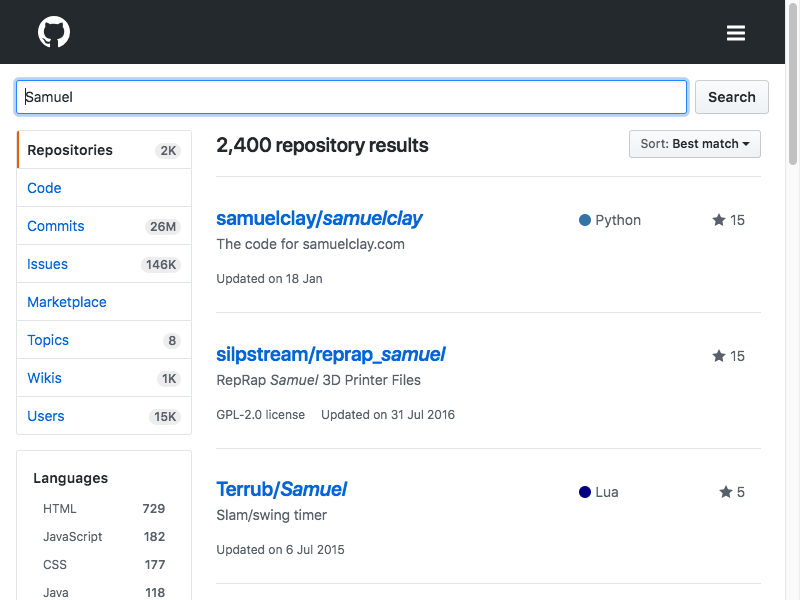 Samuel
Search
Repositories 2K
Code
Commits 26M
Issues 146K
Marketplace
Topics 8
Wikis 1K
Users 15K
Languages
HTML 729
JavaScript 182
CSS 177
Java 118
2,400 repository results
Sort: Best match
samuelclay/samuelclay Python 15
The code for samuelclay.com
Updated on 18 Jan
silpstream/reprap_samuel 15
RepRap Samuel 3D Printer Files
GPL-2.0 license Updated on 31 Jul 2016
Terrub/Samuel Lua 5
Slam/swing timer
Updated on 6 Jul 2015